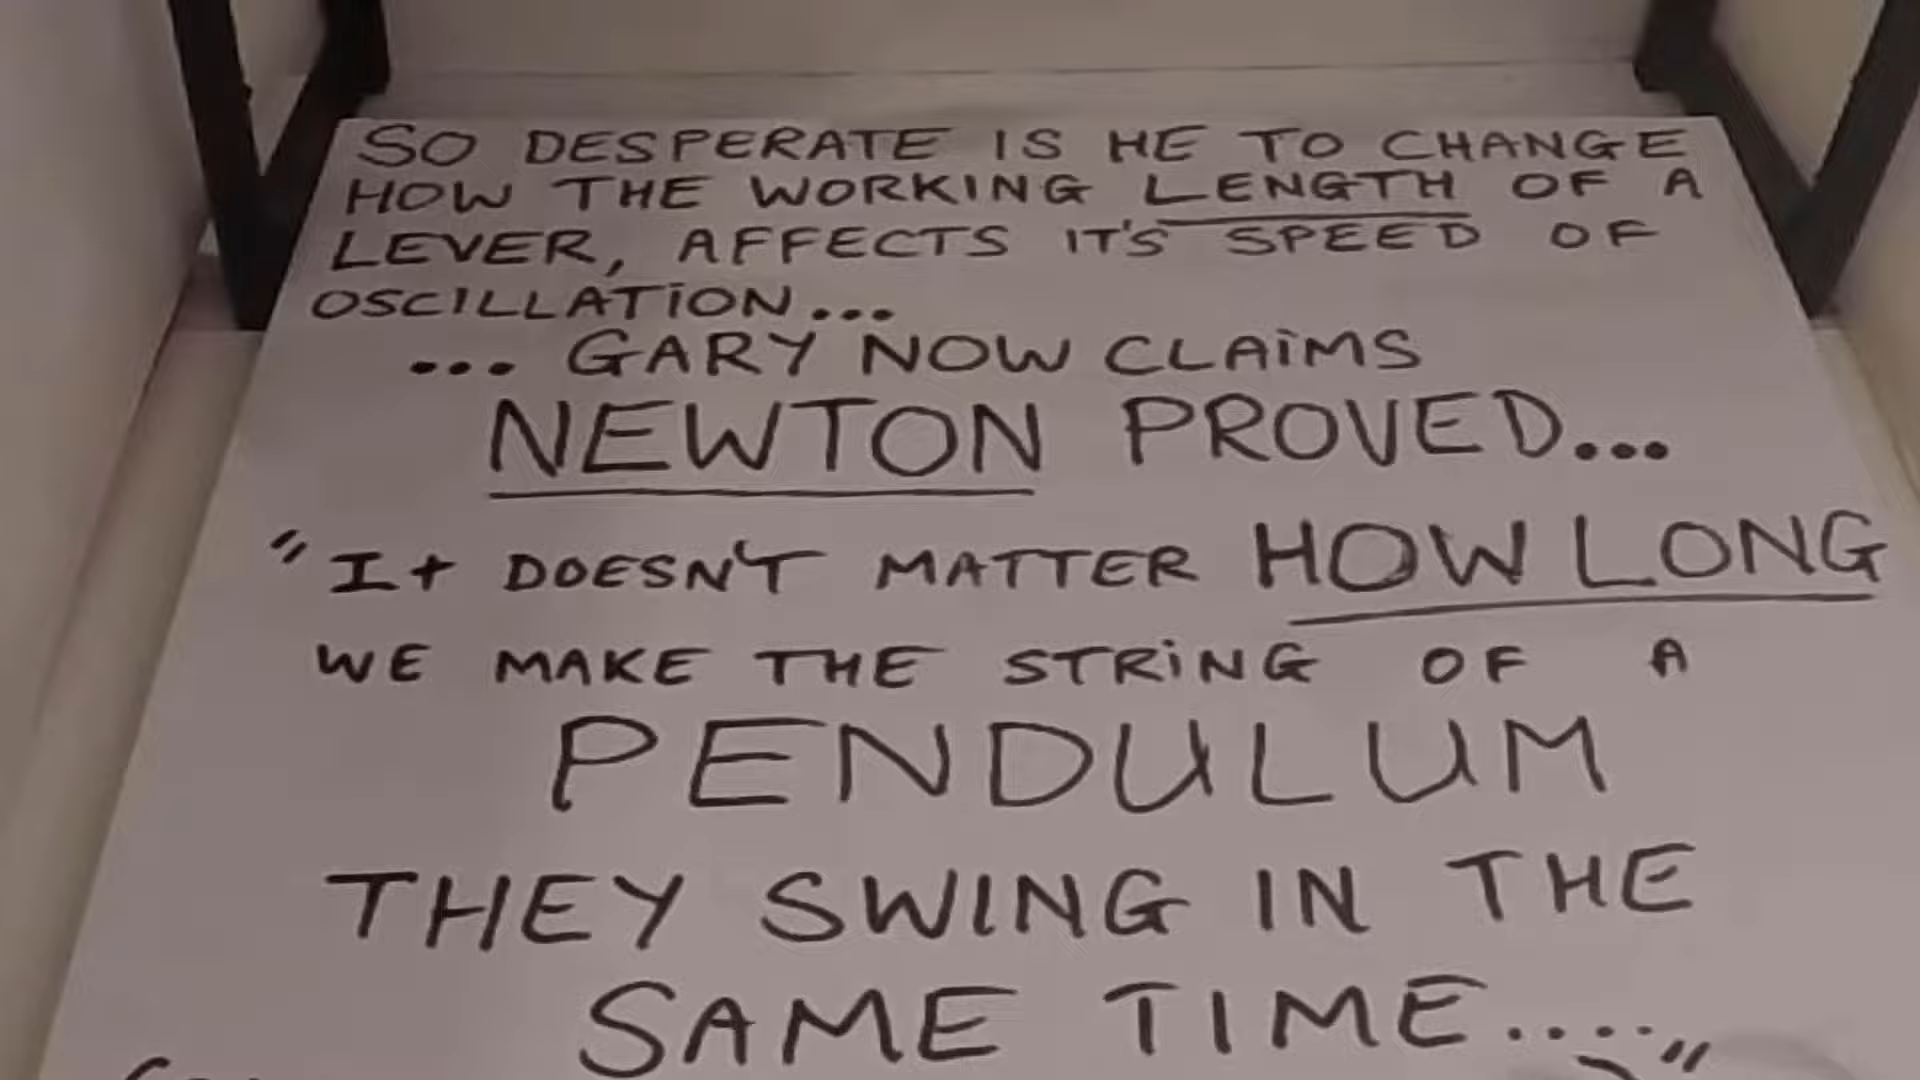 SO DESPERATE IS HE TO CHANGE
HOW THE WORKING LENGTH OF A
LEVER, AFFECTS IT'S SPEED OF
OSCILLATION...
... GARY NOW CLAIMS
NEWTON PROVED...
"It DOESN'T MATTER HOW LONG
WE MAKE THE STRING OF A
PENDULUM
THEY SWING IN THE
SAME TIME...."